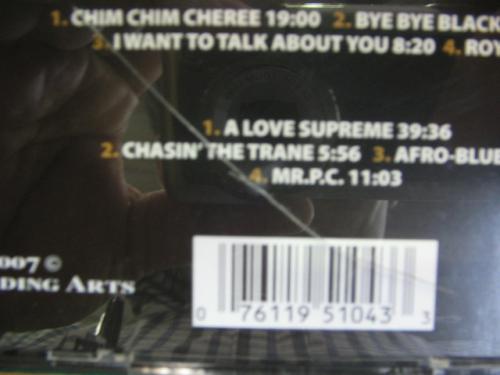 1. CHIM CHIM CHEREE 19:00 2. BYE BYE BLACK
3. I WANT TO TALK ABOUT YOU 8:20 4. ROY
1. A LOVE SUPREME 39:36
2. CHASIN' THE TRANE 5:56 3. AFRO-BLUE
4. MR.P.C. 11:03
007 ©
DING ARTS
0 76119 51043 3